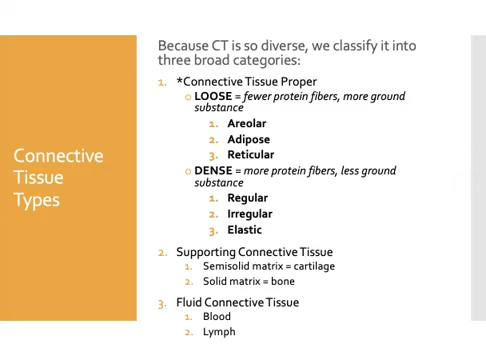 Connective
Tissue
Types
Because CT is so diverse, we classify it into
three broad categories:
1. *Connective Tissue Proper
o LOOSE = fewer protein fibers, more ground
substance
1. Areolar
2. Adipose
3. Reticular
o DENSE = more protein fibers, less ground
substance
1. Regular
2. Irregular
3. Elastic
2. Supporting Connective Tissue
1. Semisolid matrix = cartilage
2. Solid matrix = bone
3. Fluid Connective Tissue
1. Blood
2. Lymph